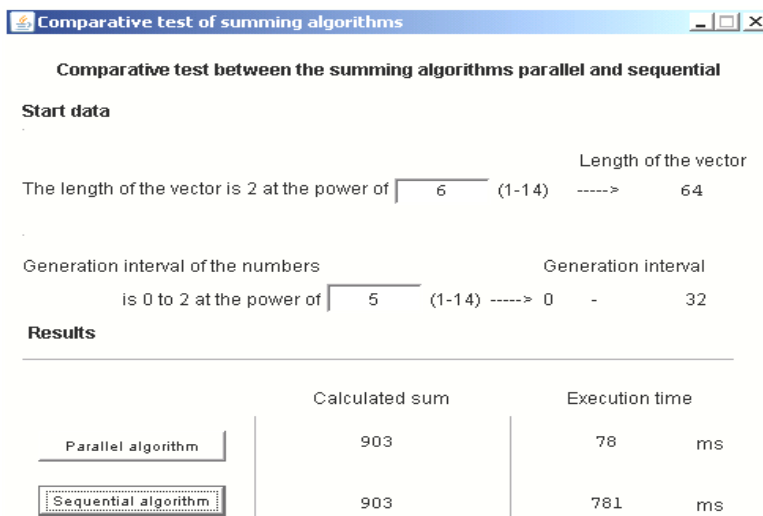 Comparative test of summing algorithms
Comparative test between the summing algorithms parallel and sequential
Start data
Length of the vector
The length of the vector is 2 at the power of 6 (1-14) -----> 64
Generation interval of the numbers Generation interval
is 0 to 2 at the power of 5 (1-14) -----> 0 - 32
Results
Calculated sum Execution time
Parallel algorithm 903 78 ms
Sequential algorithm 903 781 ms